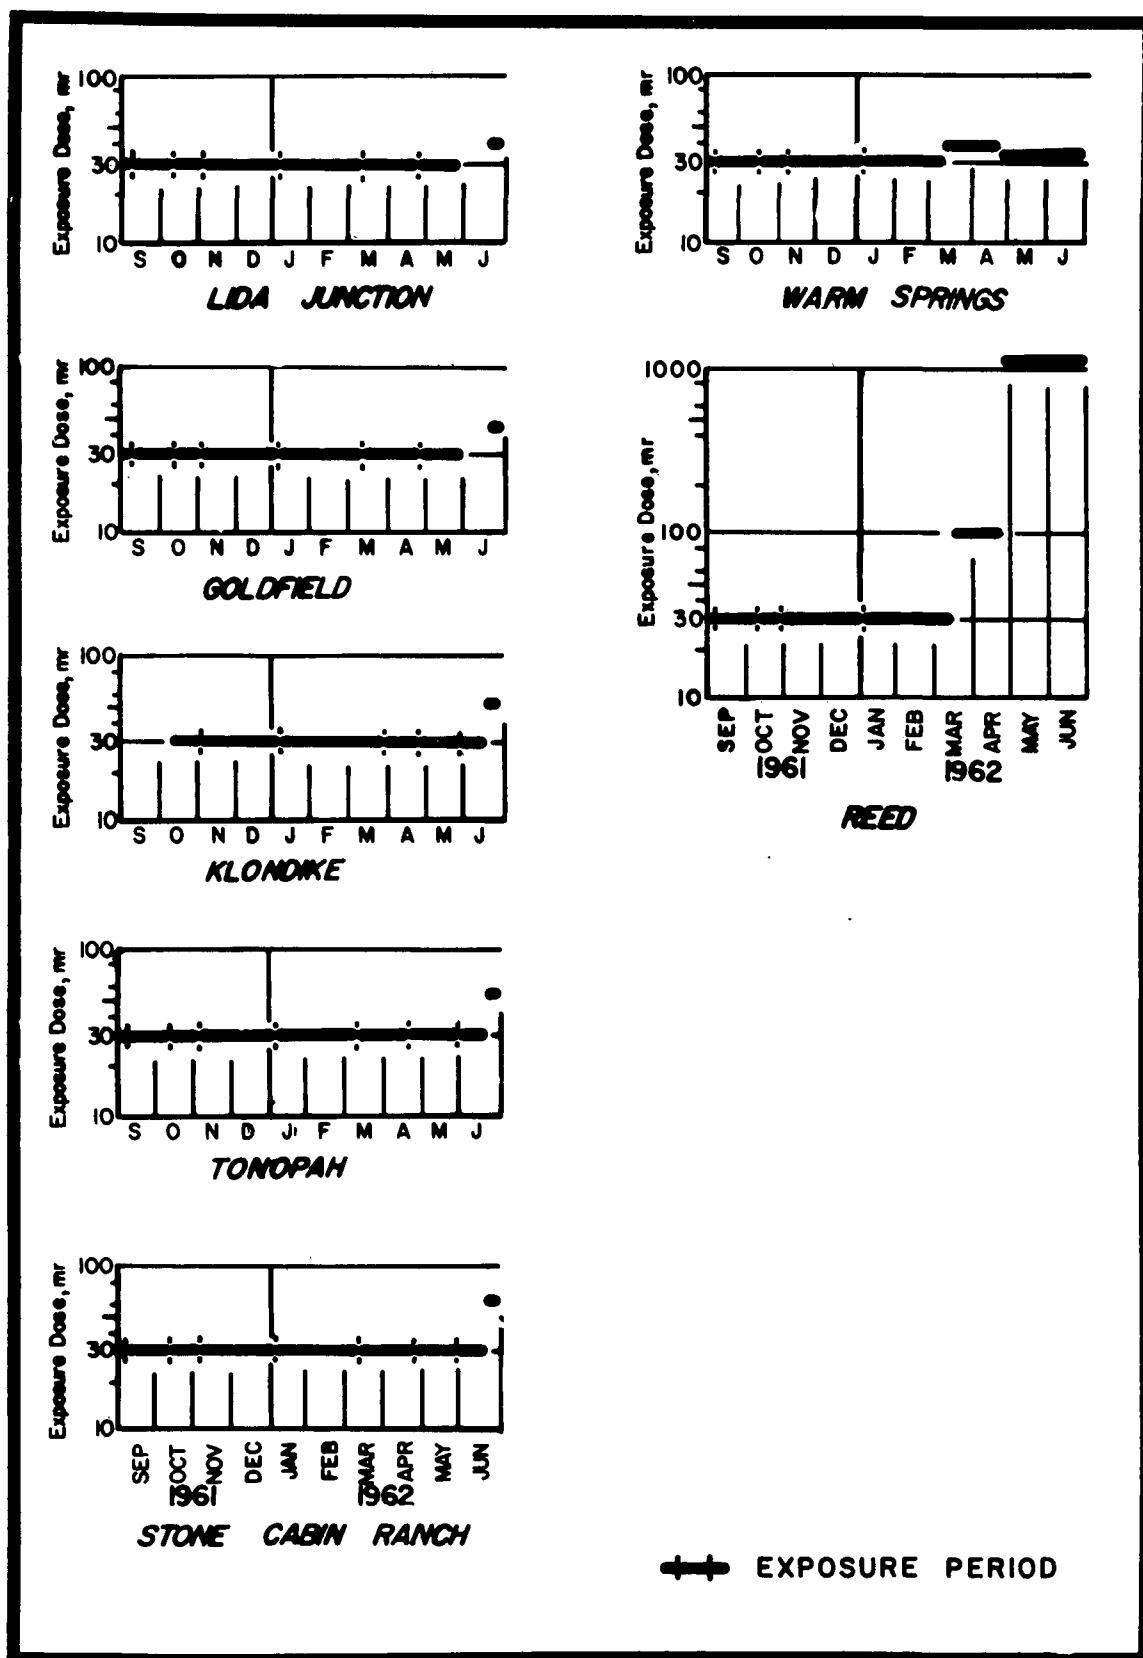 Exposure Dose, mr
100
30
10
S O N D J F M A M J
LIDA JUNCTION
Exposure Dose, mr
100
30
10
S O N D J F M A M J
GOLDFIELD
Exposure Dose, mr
100
30
10
S O N D J F M A M J
KLONDIKE
Exposure Dose, mr
100
30
10
S O N D J F M A M J
TONOPAH
Exposure Dose, mr
100
30
10
SEP OCT NOV DEC JAN FEB MAR APR MAY JUN
1961 1962
STONE CABIN RANCH
Exposure Dose, mr
100
30
10
S O N D J F M A M J
WARM SPRINGS
Exposure Dose, mr
1000
100
30
10
SEP OCT NOV DEC JAN FEB MAR APR MAY JUN
1961 1962
REED
EXPOSURE PERIOD